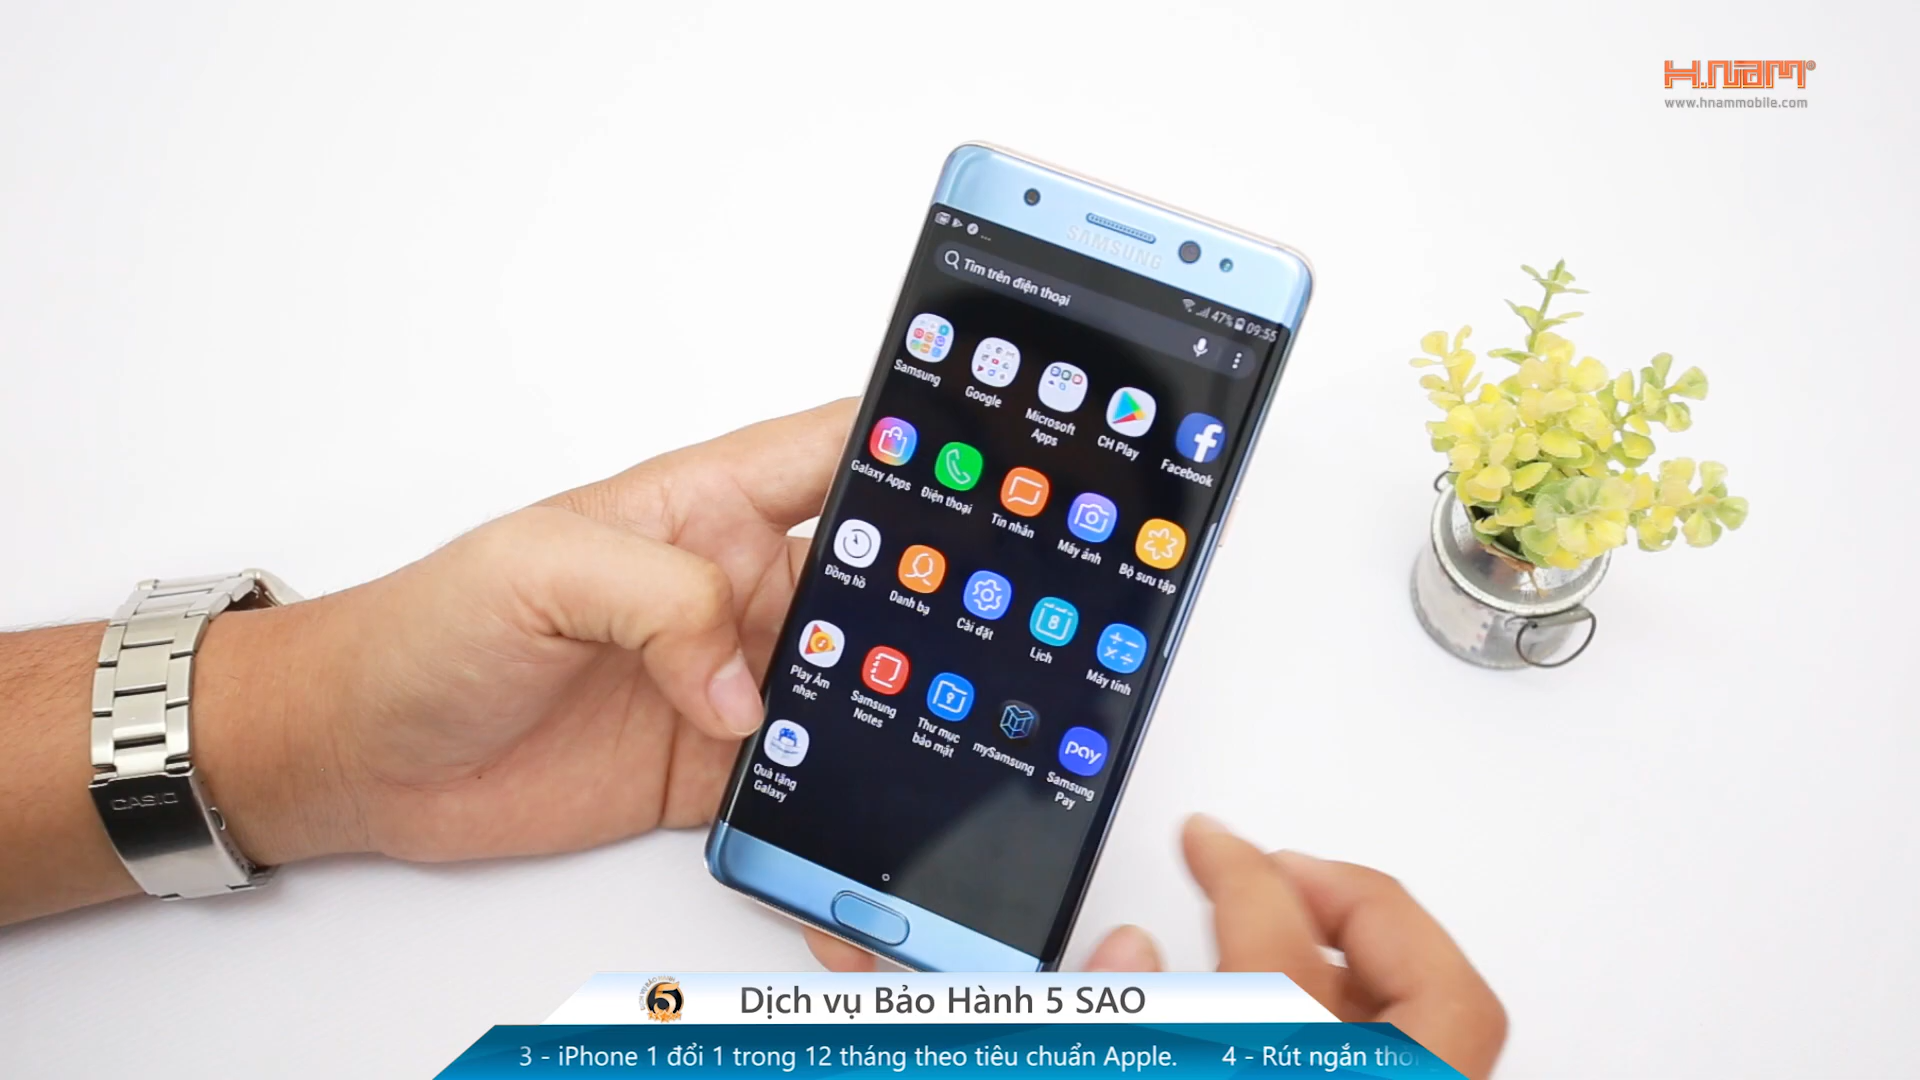 H.NAM®
www.hnammobile.com
SAMSUNG
47% 09:55
Tìm trên điện thoại
Samsung
Google
Microsoft Apps
CH Play
Facebook
Galaxy Apps
Điện thoại
Tin nhắn
Máy ảnh
Bộ sưu tập
Đồng hồ
Danh bạ
Cài đặt
8
Lịch
Máy tính
Play Âm nhạc
Samsung Notes
Thư mục bảo mật
mySamsung
pay
Samsung Pay
Quà tặng Galaxy
CASIO
5
Dịch vụ Bảo Hành 5 SAO
3 - iPhone 1 đổi 1 trong 12 tháng theo tiêu chuẩn Apple. 4 - Rút ngắn